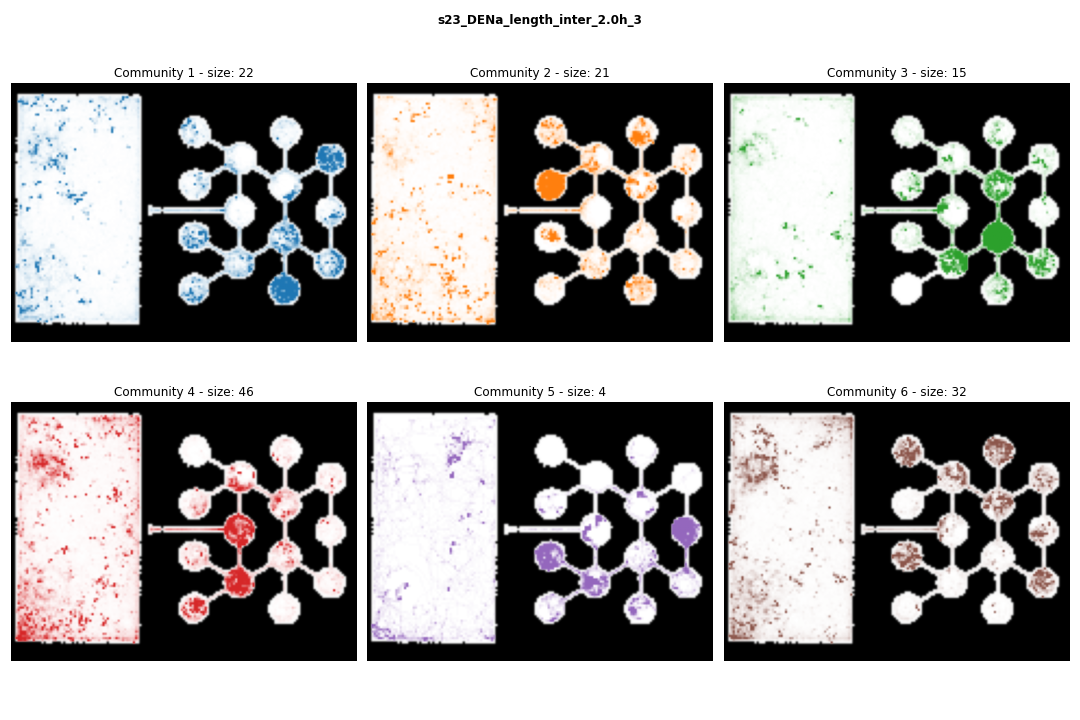 s23_DENa_length_inter_2.0h_3
Community 1 - size: 22
Community 2 - size: 21
Community 3 - size: 15
Community 4 - size: 46
Community 5 - size: 4
Community 6 - size: 32